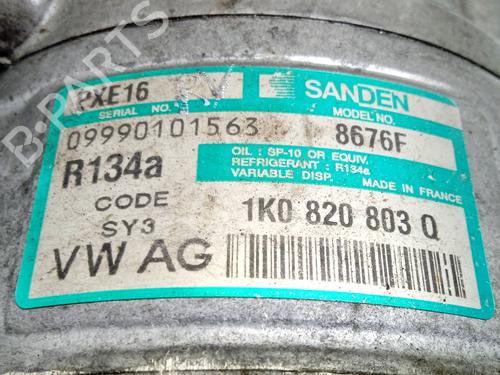 B-PARTS
PXE16
SANDEN
SERIAL NO.
MODEL NO.
09990101563
8676F
R134a
OIL : SP-10 OR EQUIV.
REFRIGERANT : R134a
VARIABLE DISP.
MADE IN FRANCE
CODE
SY3
1K0 820 803 Q
VW AG